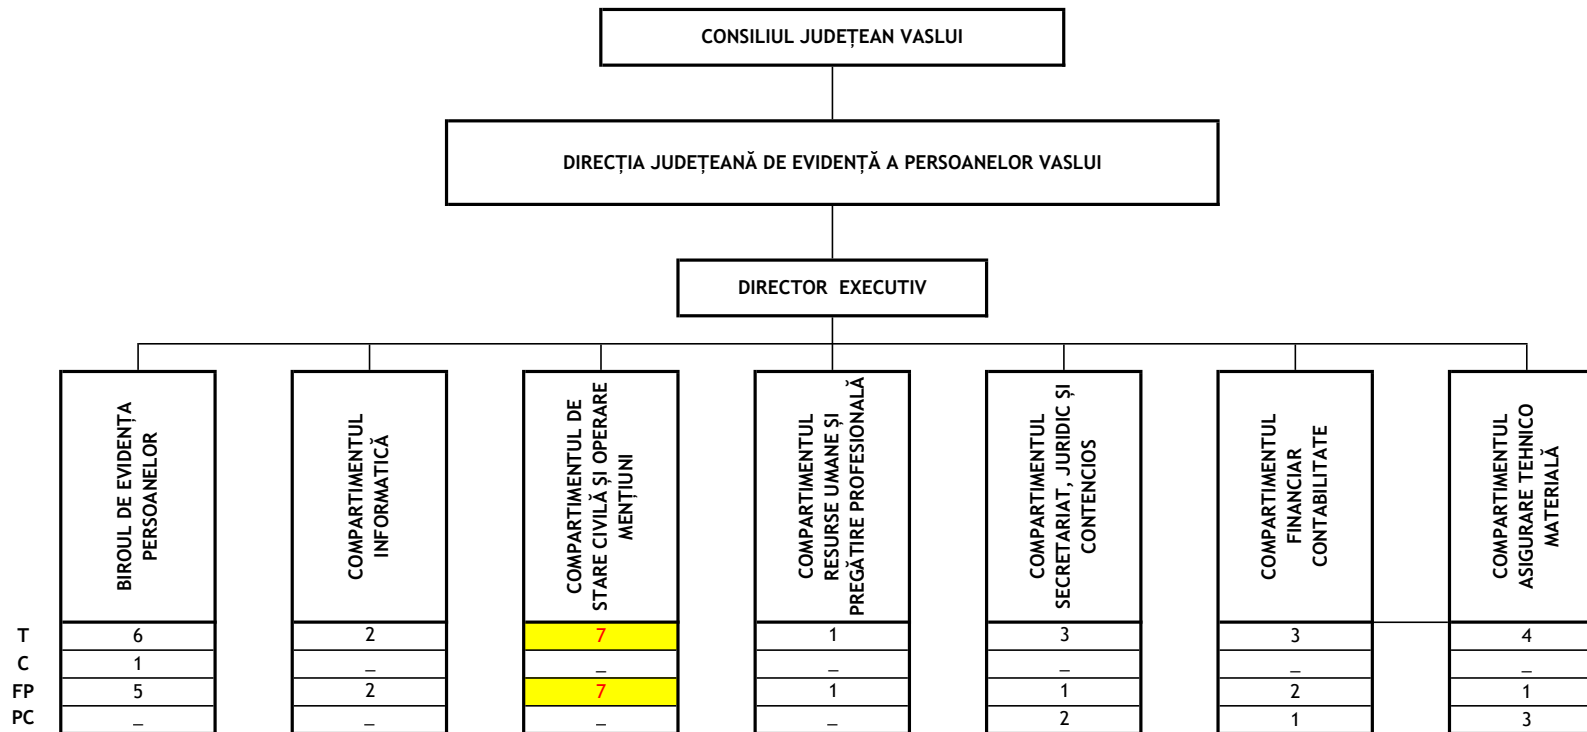 CONSILIUL JUDEȚEAN VASLUI
DIRECȚIA JUDEȚEANĂ DE EVIDENȚĂ A PERSOANELOR VASLUI
DIRECTOR EXECUTIV
BIROUL DE EVIDENȚA
PERSOANELOR
COMPARTIMENTUL
INFORMATICĂ
COMPARTIMENTUL DE
STARE CIVILĂ ȘI OPERARE
MENȚIUNI
COMPARTIMENTUL
RESURSE UMANE ȘI
PREGĂTIRE PROFESIONALĂ
COMPARTIMENTUL
SECRETARIAT, JURIDIC ȘI
CONTENCIOS
COMPARTIMENTUL
FINANCIAR
CONTABILITATE
COMPARTIMENTUL
ASIGURARE TEHNICO
MATERIALĂ
T 6 2 7 1 3 3 4
C 1 _ _ _ _ _ _
FP 5 2 7 1 1 2 1
PC _ _ _ _ 2 1 3